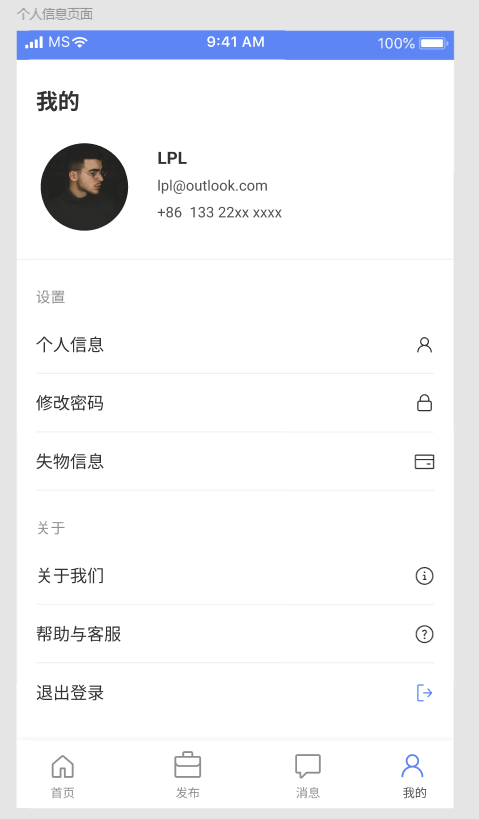 个人信息页面
MS 9:41 AM 100%
我的
LPL
lpl@outlook.com
+86 133 22xx xxxx
设置
个人信息
修改密码
失物信息
关于
关于我们
帮助与客服
退出登录
首页 发布 消息 我的